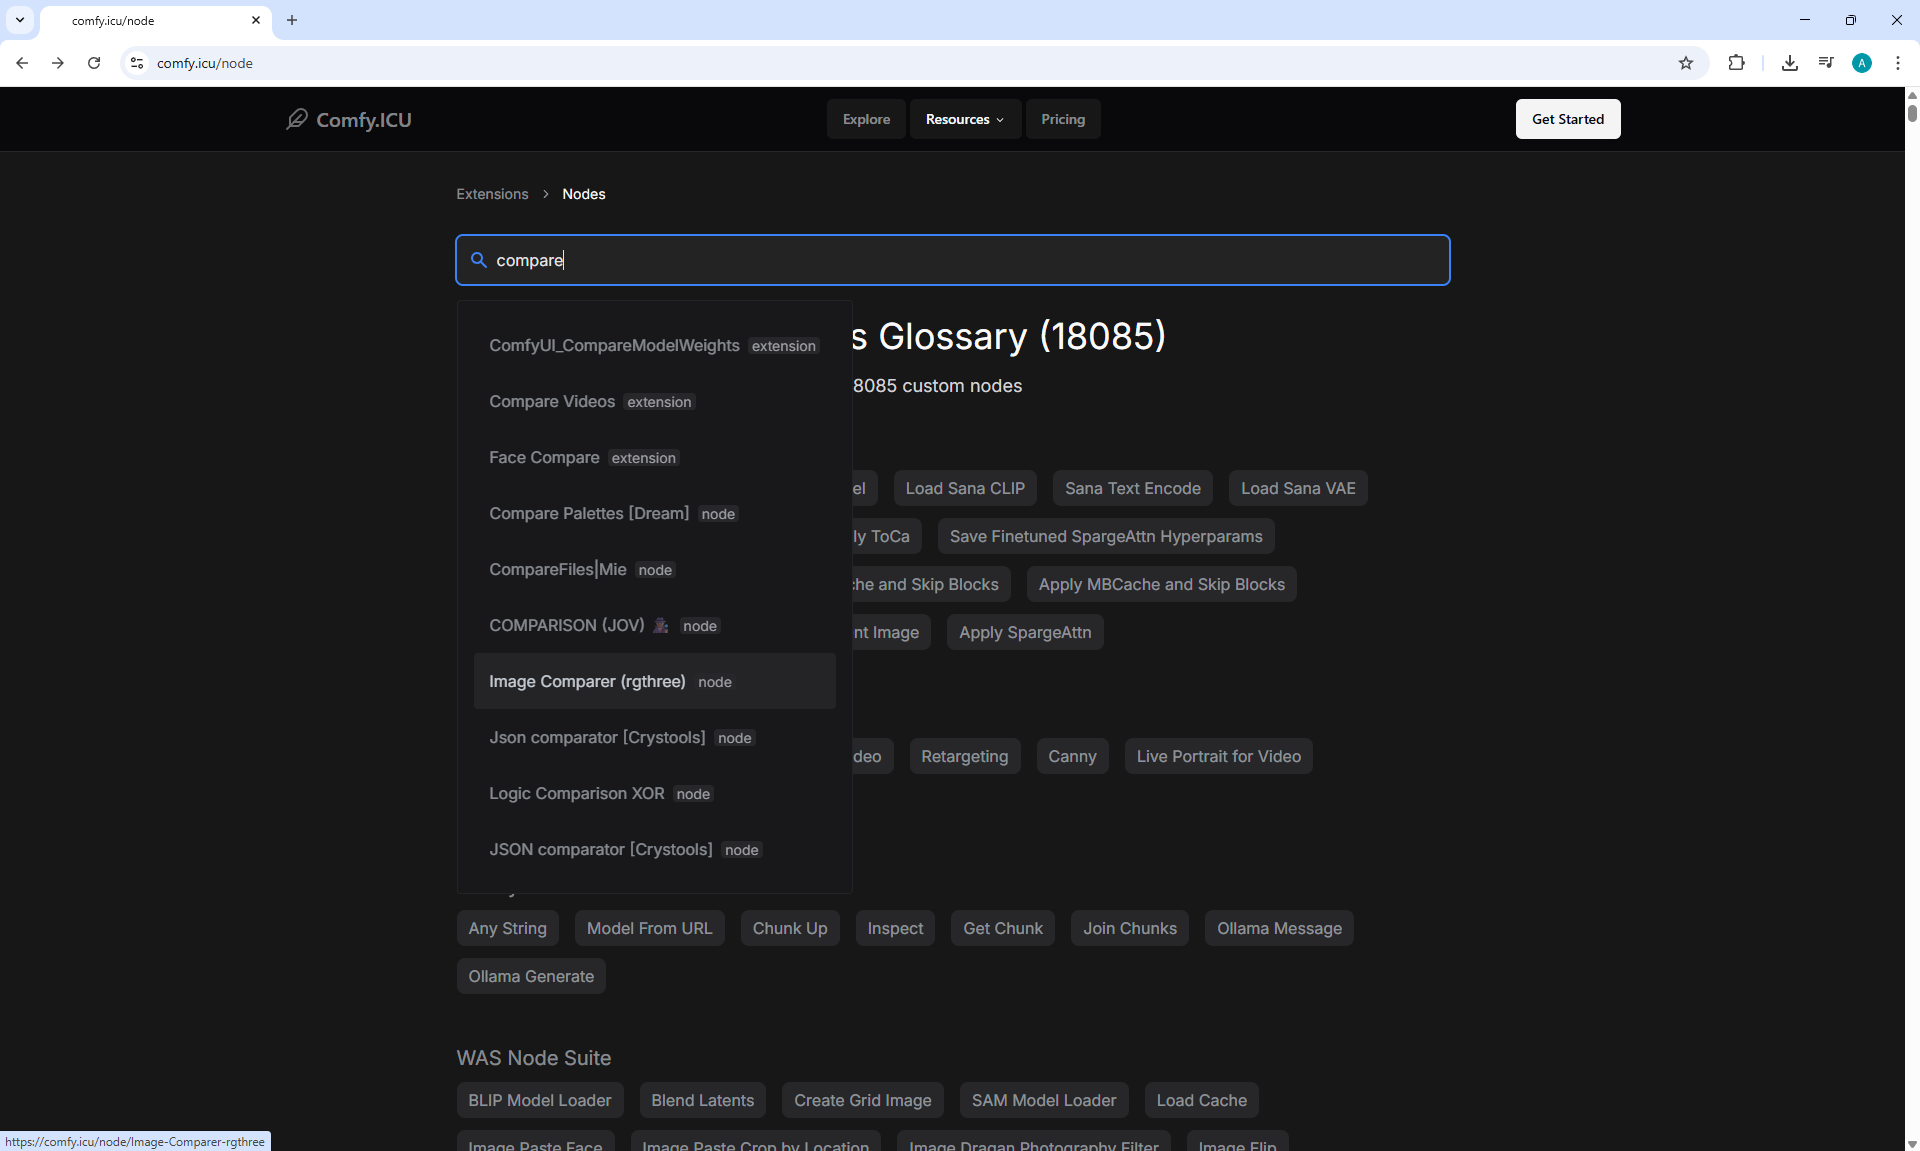 comfy.icu/node
comfy.icu/node
A
Comfy.ICU
Explore
Resources
Pricing
Get Started
Extensions > Nodes
compare
s Glossary (18085)
8085 custom nodes
ComfyUI_CompareModelWeights extension
Compare Videos extension
Face Compare extension
Compare Palettes [Dream] node
CompareFiles|Mie node
COMPARISON (JOV) node
Image Comparer (rgthree) node
Json comparator [Crystools] node
Logic Comparison XOR node
JSON comparator [Crystools] node
el Load Sana CLIP Sana Text Encode Load Sana VAE
ly ToCa Save Finetuned SpargeAttn Hyperparams
che and Skip Blocks Apply MBCache and Skip Blocks
nt Image Apply SpargeAttn
deo Retargeting Canny Live Portrait for Video
Any String Model From URL Chunk Up Inspect Get Chunk Join Chunks Ollama Message
Ollama Generate
WAS Node Suite
BLIP Model Loader Blend Latents Create Grid Image SAM Model Loader Load Cache
Image Paste Face Image Paste Crop by Location Image Dragan Photography Filter Image Flip
https://comfy.icu/node/Image-Comparer-rgthree